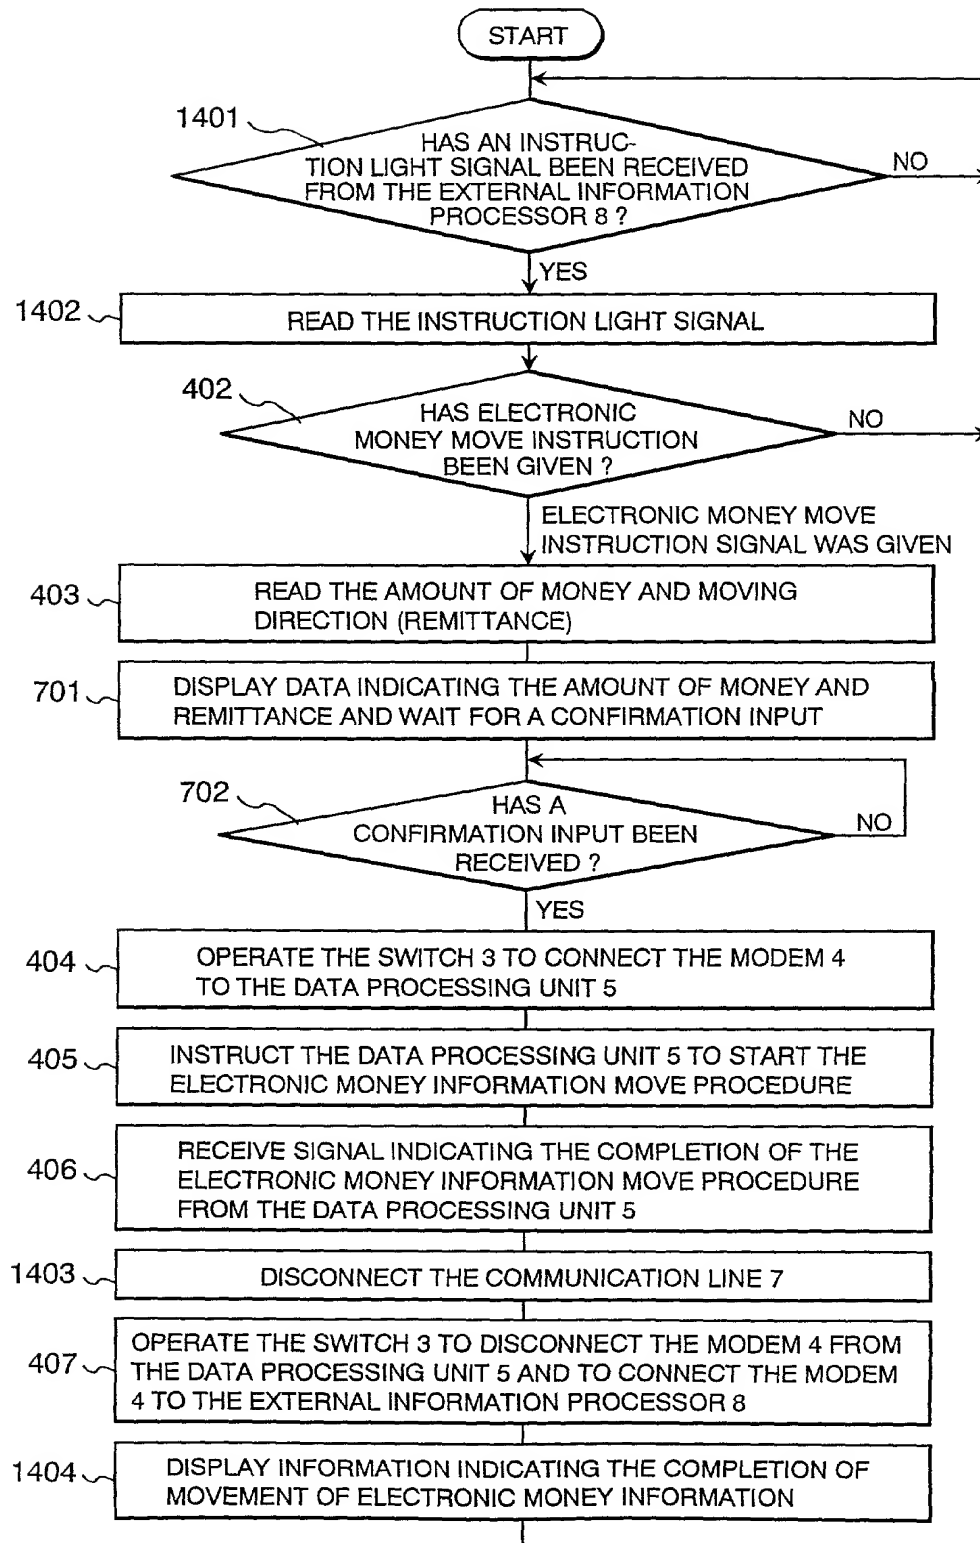 START
1401
HAS AN INSTRUC-
TION LIGHT SIGNAL BEEN RECEIVED
FROM THE EXTERNAL INFORMATION
PROCESSOR 8 ?
NO
YES
1402
READ THE INSTRUCTION LIGHT SIGNAL
402
HAS ELECTRONIC
MONEY MOVE INSTRUCTION
BEEN GIVEN ?
NO
ELECTRONIC MONEY MOVE
INSTRUCTION SIGNAL WAS GIVEN
403
READ THE AMOUNT OF MONEY AND MOVING
DIRECTION (REMITTANCE)
701
DISPLAY DATA INDICATING THE AMOUNT OF MONEY AND
REMITTANCE AND WAIT FOR A CONFIRMATION INPUT
702
HAS A
CONFIRMATION INPUT BEEN
RECEIVED ?
NO
YES
404
OPERATE THE SWITCH 3 TO CONNECT THE MODEM 4
TO THE DATA PROCESSING UNIT 5
405
INSTRUCT THE DATA PROCESSING UNIT 5 TO START THE
ELECTRONIC MONEY INFORMATION MOVE PROCEDURE
406
RECEIVE SIGNAL INDICATING THE COMPLETION OF THE
ELECTRONIC MONEY INFORMATION MOVE PROCEDURE
FROM THE DATA PROCESSING UNIT 5
1403
DISCONNECT THE COMMUNICATION LINE 7
407
OPERATE THE SWITCH 3 TO DISCONNECT THE MODEM 4 FROM
THE DATA PROCESSING UNIT 5 AND TO CONNECT THE MODEM
4 TO THE EXTERNAL INFORMATION PROCESSOR 8
1404
DISPLAY INFORMATION INDICATING THE COMPLETION OF
MOVEMENT OF ELECTRONIC MONEY INFORMATION